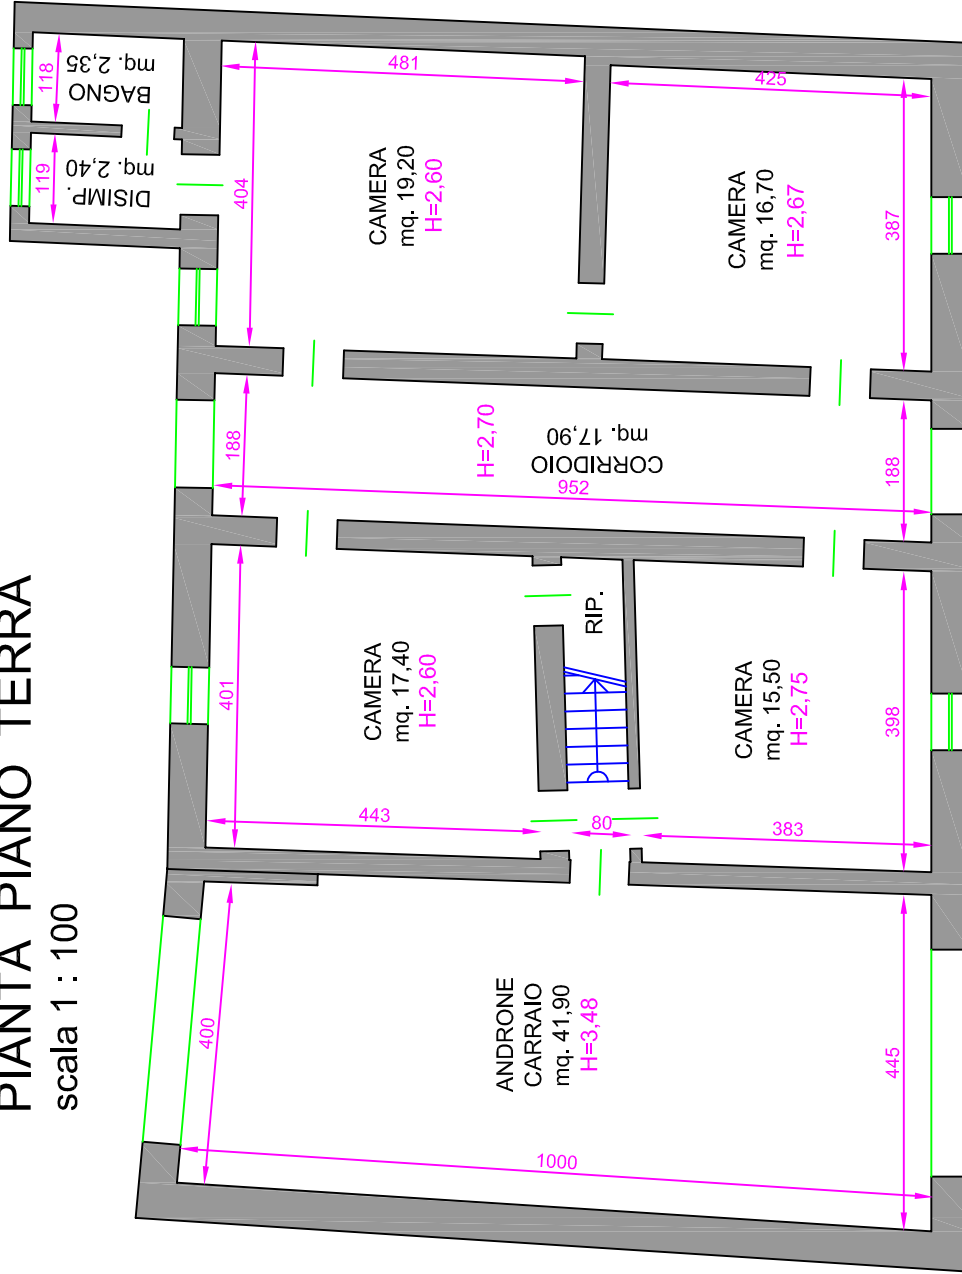 PIANTA PIANO TERRA
scala 1 : 100
118
mq. 2,35
BAGNO
119
mq. 2,40
DISIMP.
481
404
CAMERA
mq. 19,20
H=2,60
425
387
CAMERA
mq. 16,70
H=2,67
188
H=2,70
mq. 17,90
CORRIDOIO
952
188
401
CAMERA
mq. 17,40
H=2,60
443
RIP.
80
CAMERA
mq. 15,50
H=2,75
398
383
400
ANDRONE
CARRAIO
mq. 41,90
H=3,48
445
1000